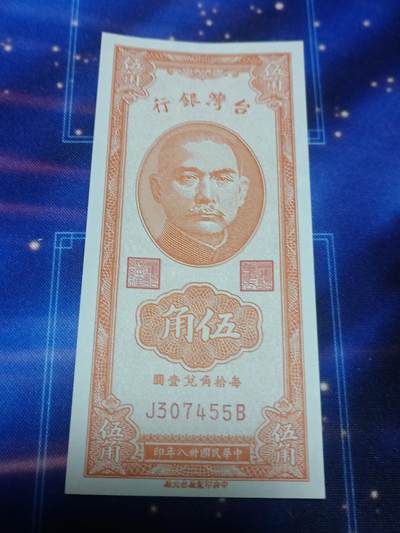 伍角 伍角
行銀灣台
角伍
圓壹兌角拾每
J307455B
伍角 伍角
印年八卅國民華中